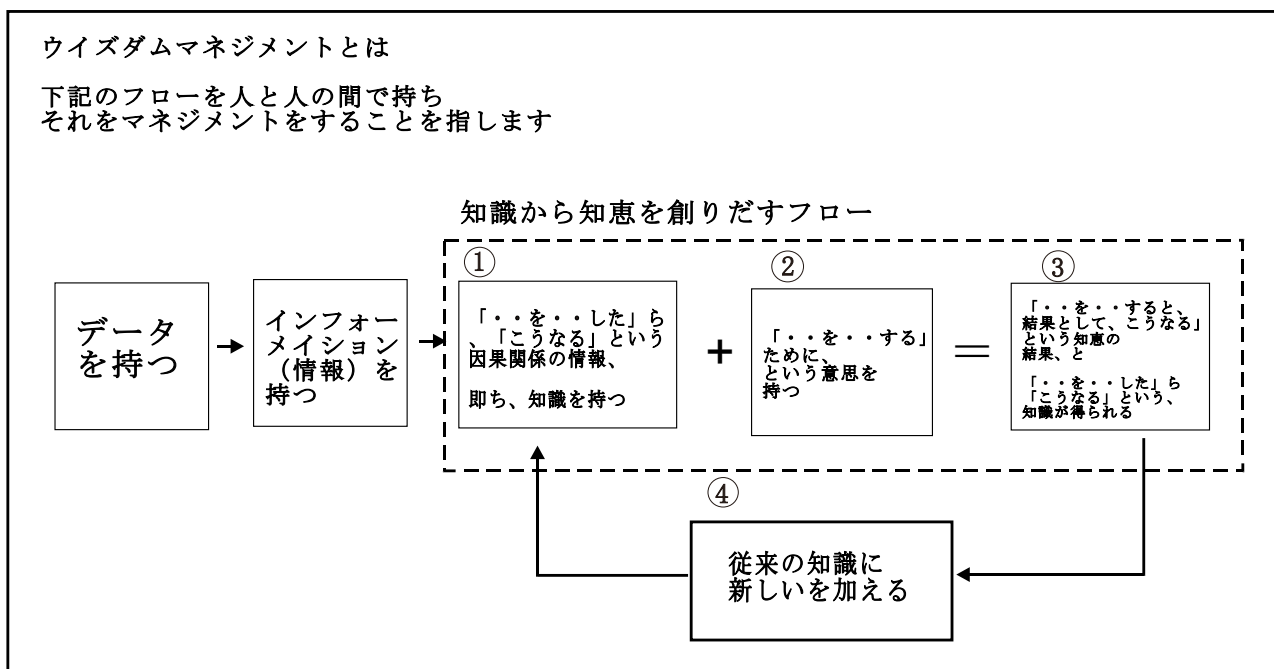 ウイズダムマネジメントとは
下記のフローを人と人の間で持ち
それをマネジメントをすることを指します
知識から知恵を創りだすフロー
データ
を持つ
インフォー
メイション
（情報）を
持つ
①
「・・を・・した」ら
、「こうなる」という
因果関係の情報、
即ち、知識を持つ
+
②
「・・を・・する」
ために、
という意思を
持つ
=
③
「・・を・・すると、
結果として、こうなる」
という知恵の
結果、と
「・・を・・した」ら
「こうなる」という、
知識が得られる
④
従来の知識に
新しいを加える